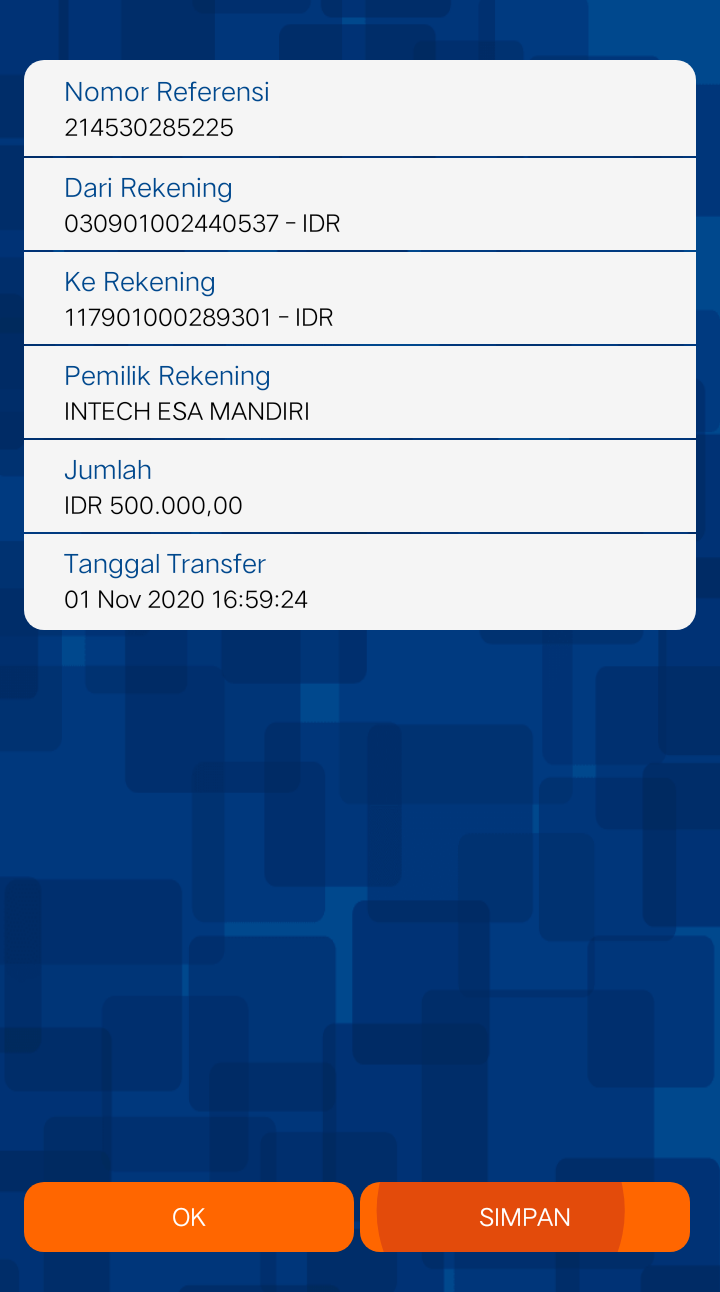 Nomor Referensi
214530285225
Dari Rekening
030901002440537 - IDR
Ke Rekening
117901000289301 - IDR
Pemilik Rekening
INTECH ESA MANDIRI
Jumlah
IDR 500.000,00
Tanggal Transfer
01 Nov 2020 16:59:24
OK
SIMPAN